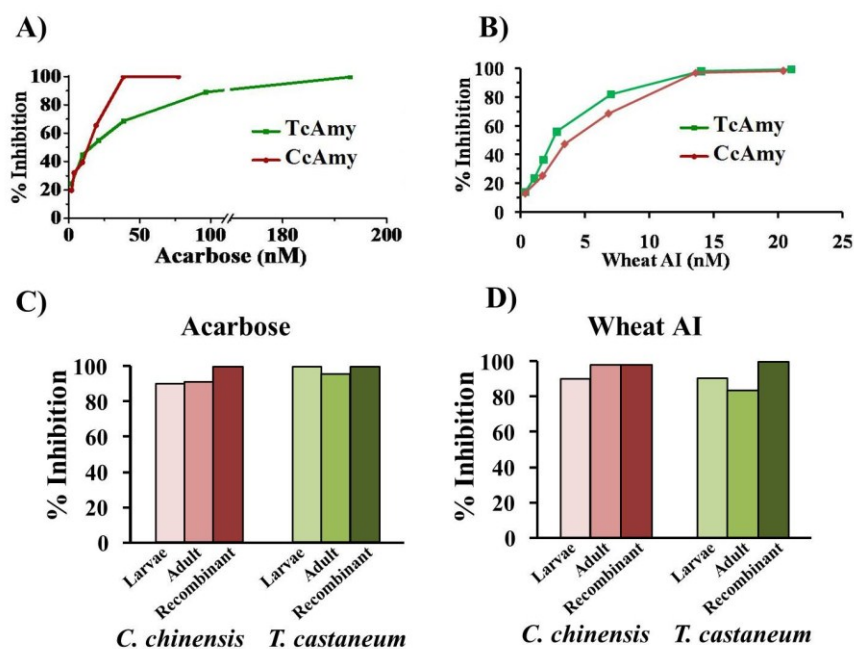 A)
% Inhibition
100
80
60
40
20
0
TcAmy
CcAmy
0 50 100 180 200
Acarbose (nM)
B)
% Inhibition
100
80
60
40
20
0
TcAmy
CcAmy
0 5 10 15 20 25
Wheat AI (nM)
C)
Acarbose
% Inhibition
100
80
60
40
20
0
Larvae Adult Recombinant Larvae Adult Recombinant
C. chinensis T. castaneum
D)
Wheat AI
% Inhibition
100
80
60
40
20
0
Larvae Adult Recombinant Larvae Adult Recombinant
C. chinensis T. castaneum